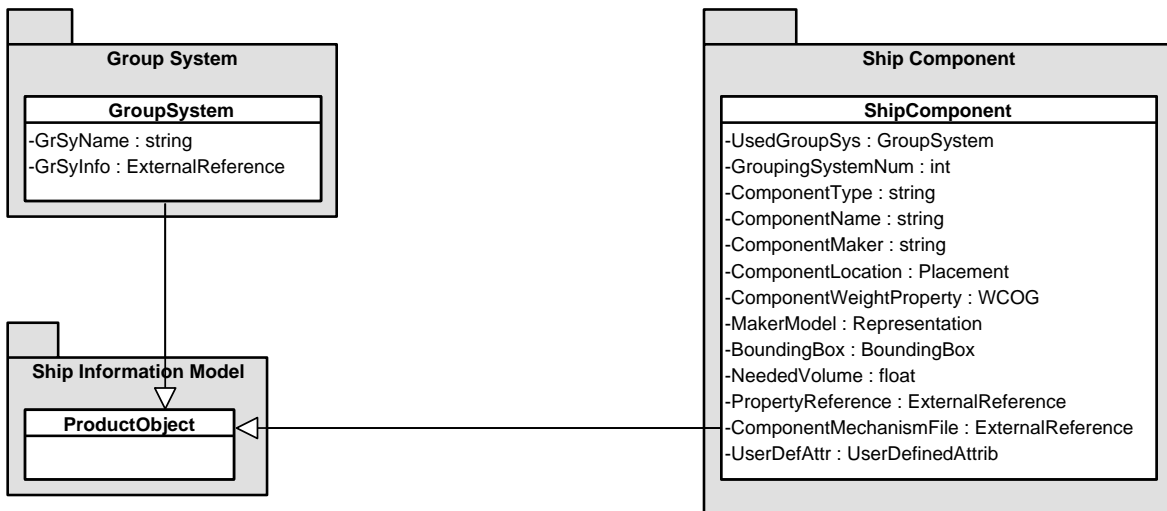 Group System
GroupSystem
-GrSyName : string
-GrSyInfo : ExternalReference
Ship Information Model
ProductObject
Ship Component
ShipComponent
-UsedGroupSys : GroupSystem
-GroupingSystemNum : int
-ComponentType : string
-ComponentName : string
-ComponentMaker : string
-ComponentLocation : Placement
-ComponentWeightProperty : WCOG
-MakerModel : Representation
-BoundingBox : BoundingBox
-NeededVolume : float
-PropertyReference : ExternalReference
-ComponentMechanismFile : ExternalReference
-UserDefAttr : UserDefinedAttrib